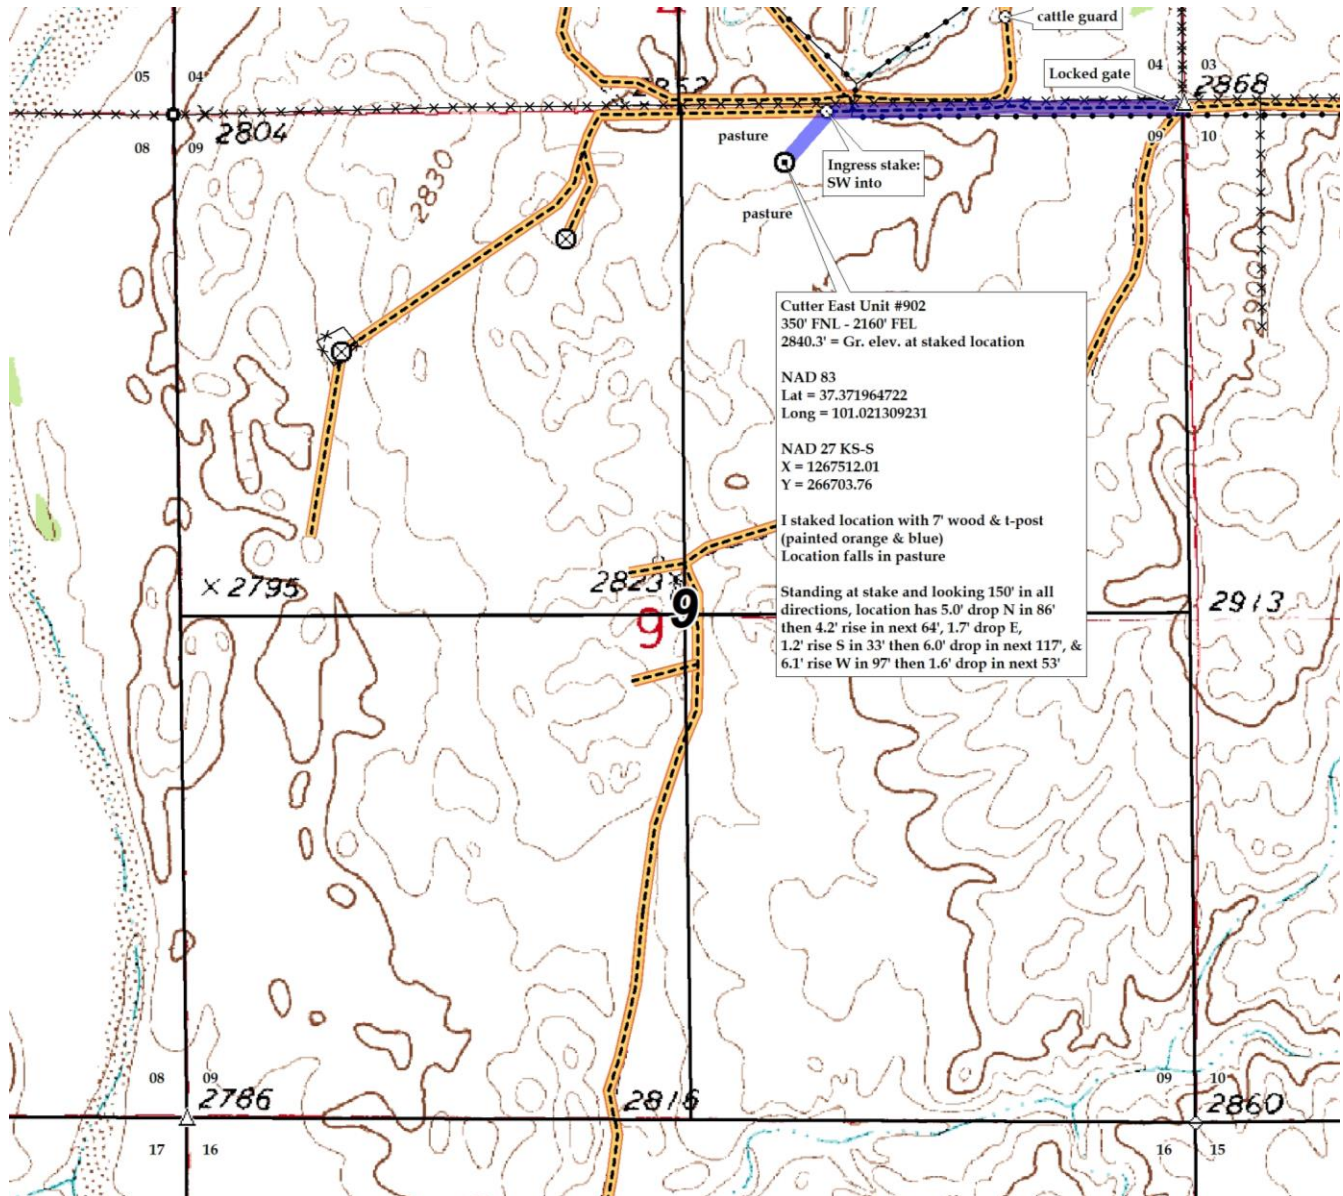 cattle guard
05 04
04 03
Locked gate
2868
2804
pasture
08 09
09 10
Ingress stake:
SW into
2830
pasture
2900
Cutter East Unit #902
350' FNL - 2160' FEL
2840.3' = Gr. elev. at staked location
NAD 83
Lat = 37.371964722
Long = 101.021309231
NAD 27 KS-S
X = 1267512.01
Y = 266703.76
I staked location with 7' wood & t-post
(painted orange & blue)
Location falls in pasture
Standing at stake and looking 150' in all
directions, location has 5.0' drop N in 86'
then 4.2' rise in next 64', 1.7' drop E,
1.2' rise S in 33' then 6.0' drop in next 117', &
6.1' rise W in 97' then 1.6' drop in next 53'
2795
2823
9
9
2913
08 09
09 10
2786
2816
2860
17 16
16 15